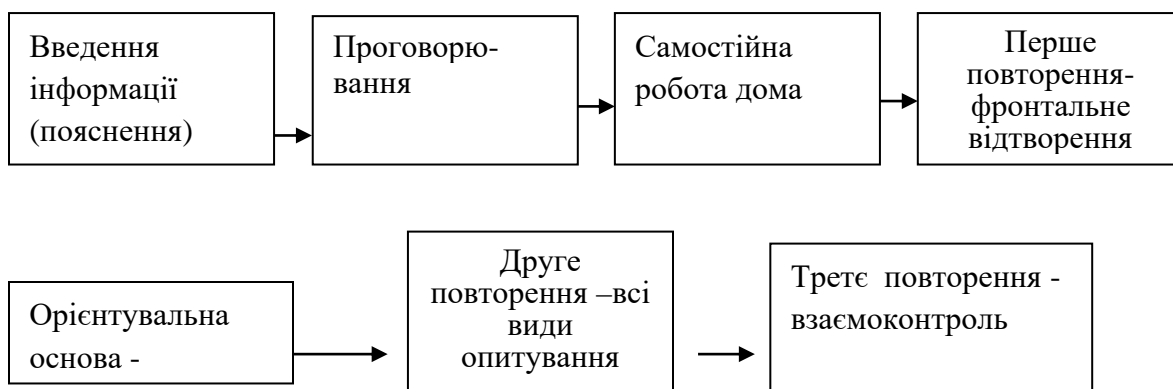 Введення
інформації
(пояснення)
Проговорю-
вання
Самостійна
робота дома
Перше
повторення-
фронтальне
відтворення
Орієнтувальна
основа -
Друге
повторення –всі
види
опитування
Третє повторення -
взаємоконтроль